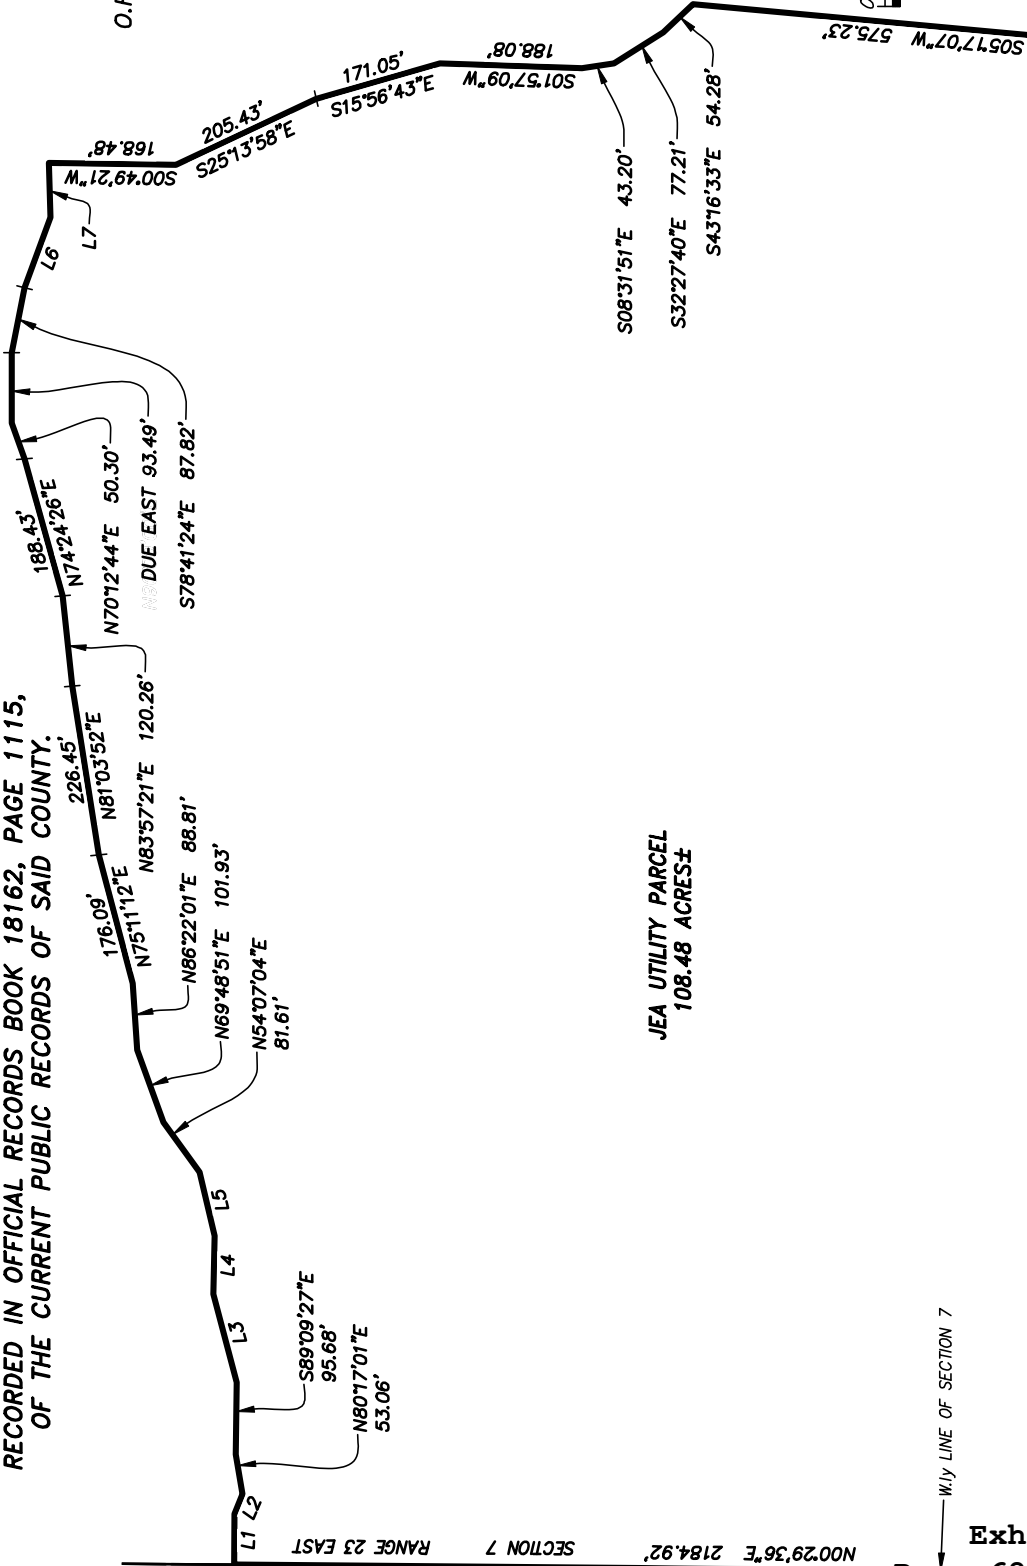 RECORDED IN OFFICIAL RECORDS BOOK 18162, PAGE 1115,
OF THE CURRENT PUBLIC RECORDS OF SAID COUNTY.
L1
L2
N80°17'01"E
53.06'
S89°09'27"E
95.68'
L3
L4
L5
N54°07'04"E
81.61'
N69°48'51"E 101.93'
N86°22'01"E 88.81'
176.09'
N75°11'12"E
226.45'
N81°03'52"E
N83°57'21"E 120.26'
188.43'
N74°24'26"E
N70°12'44"E 50.30'
DUE EAST 93.49'
S78°41'24"E 87.82'
L6
L7
168.48'
S00°49'21"W
205.43'
S25°13'58"E
171.05'
S15°56'43"E
188.08'
S01°57'09"W
S08°31'51"E 43.20'
S32°27'40"E 77.21'
S43°16'33"E 54.28'
575.23'
S05°17'07"W
JEA UTILITY PARCEL
108.48 ACRES±
N00°29'36"E 2184.92'
SECTION 7
RANGE 23 EAST
W.ly LINE OF SECTION 7
Exh